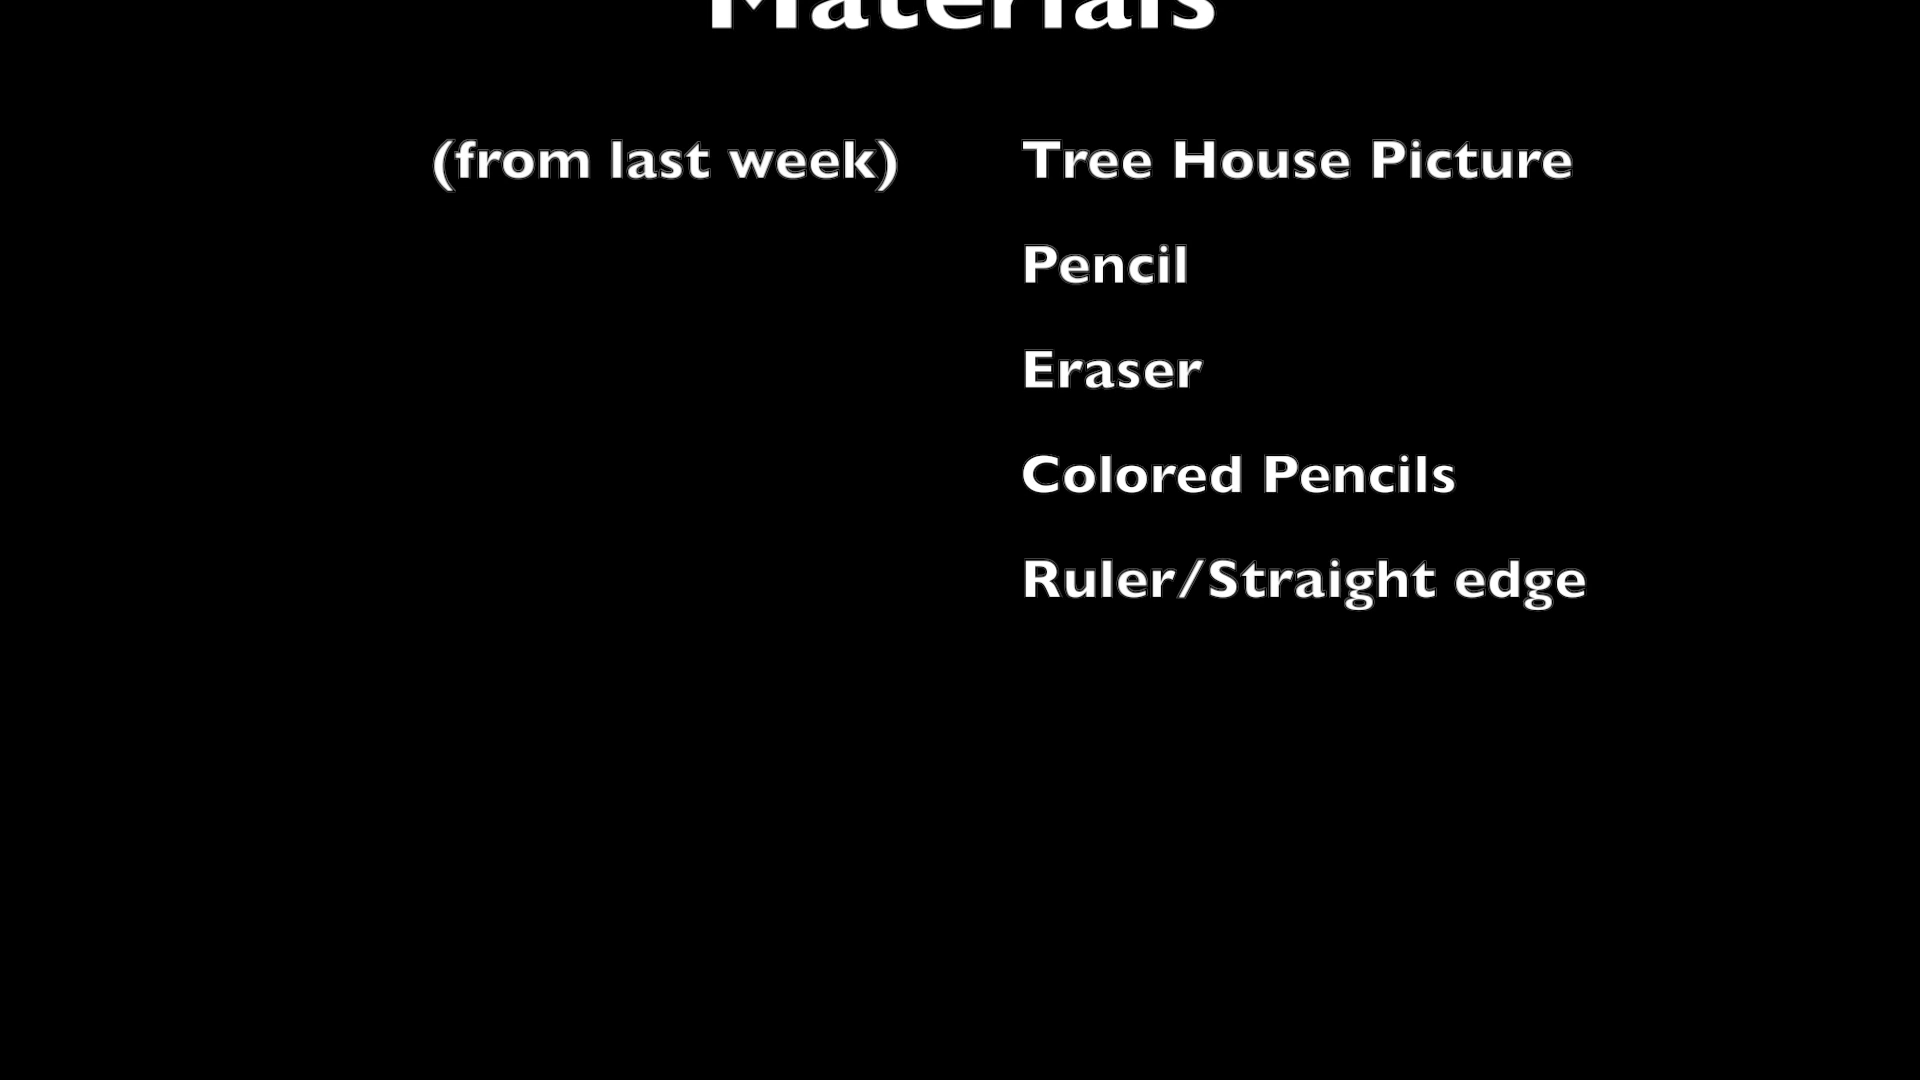 Materials
(from last week) Tree House Picture
Pencil
Eraser
Colored Pencils
Ruler/Straight edge